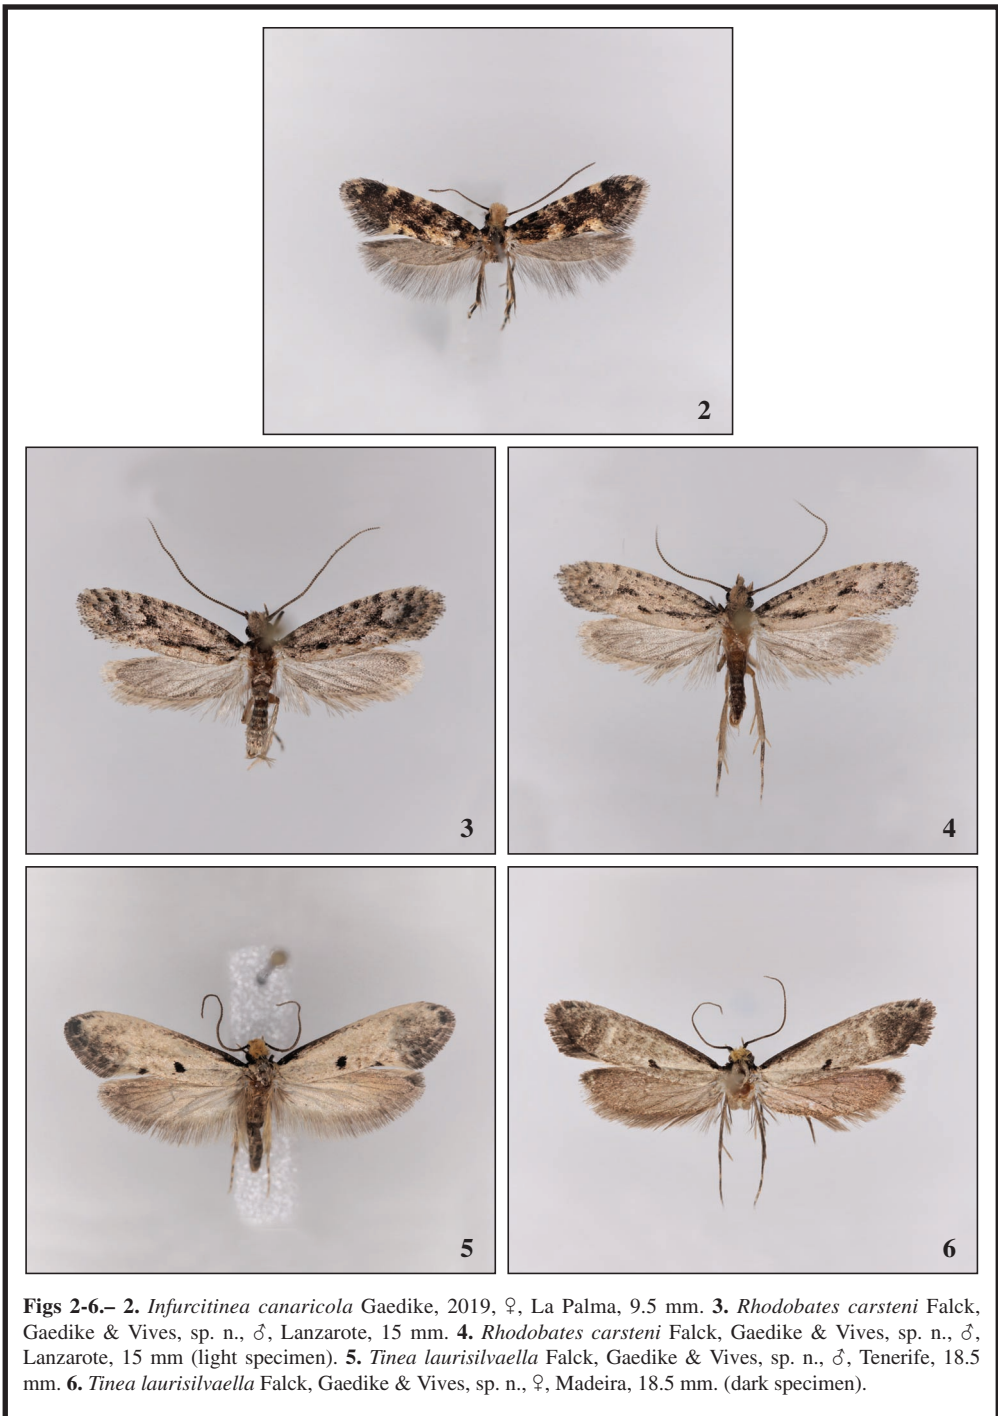 2
3
4
5
6
Figs 2-6.– 2. Infurcitinea canaricola Gaedike, 2019, ♀, La Palma, 9.5 mm. 3. Rhodobates carsteni Falck,
Gaedike & Vives, sp. n., ♂, Lanzarote, 15 mm. 4. Rhodobates carsteni Falck, Gaedike & Vives, sp. n., ♂,
Lanzarote, 15 mm (light specimen). 5. Tinea laurisilvaella Falck, Gaedike & Vives, sp. n., ♂, Tenerife, 18.5
mm. 6. Tinea laurisilvaella Falck, Gaedike & Vives, sp. n., ♀, Madeira, 18.5 mm. (dark specimen).